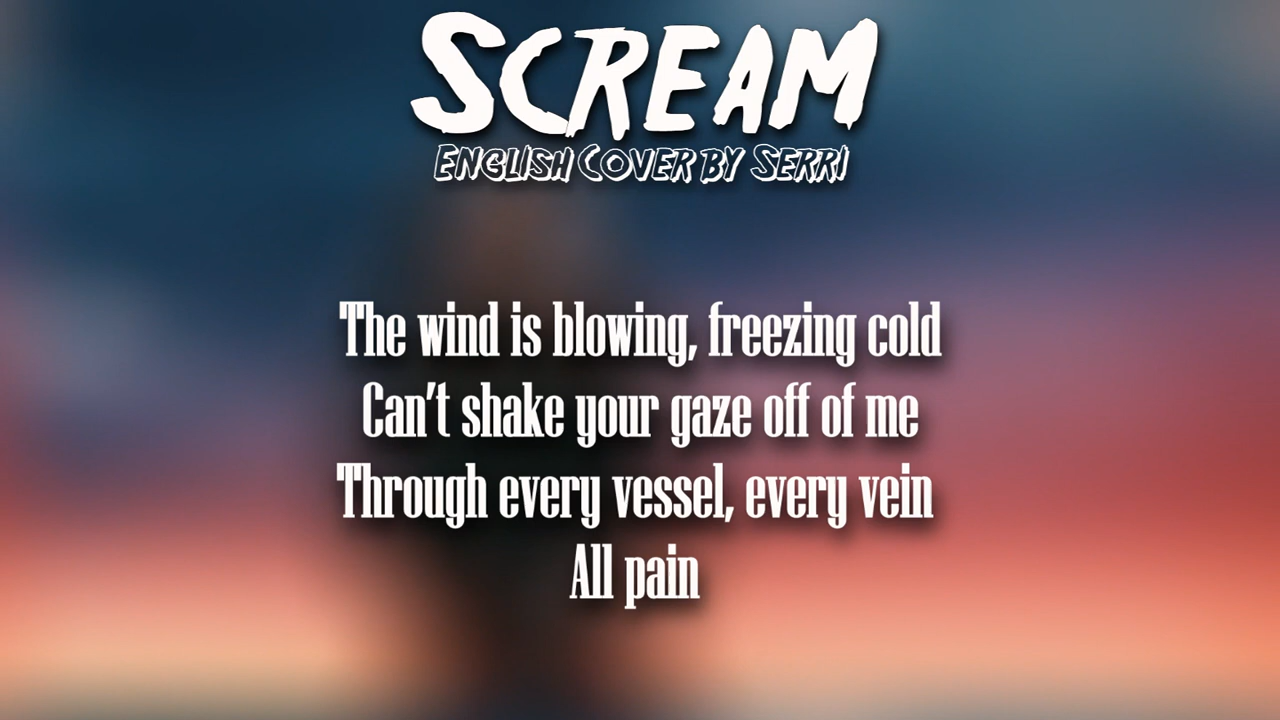 SCREAM
ENGLISH COVER BY SERRI
The wind is blowing, freezing cold
Can't shake your gaze off of me
Through every vessel, every vein
All pain